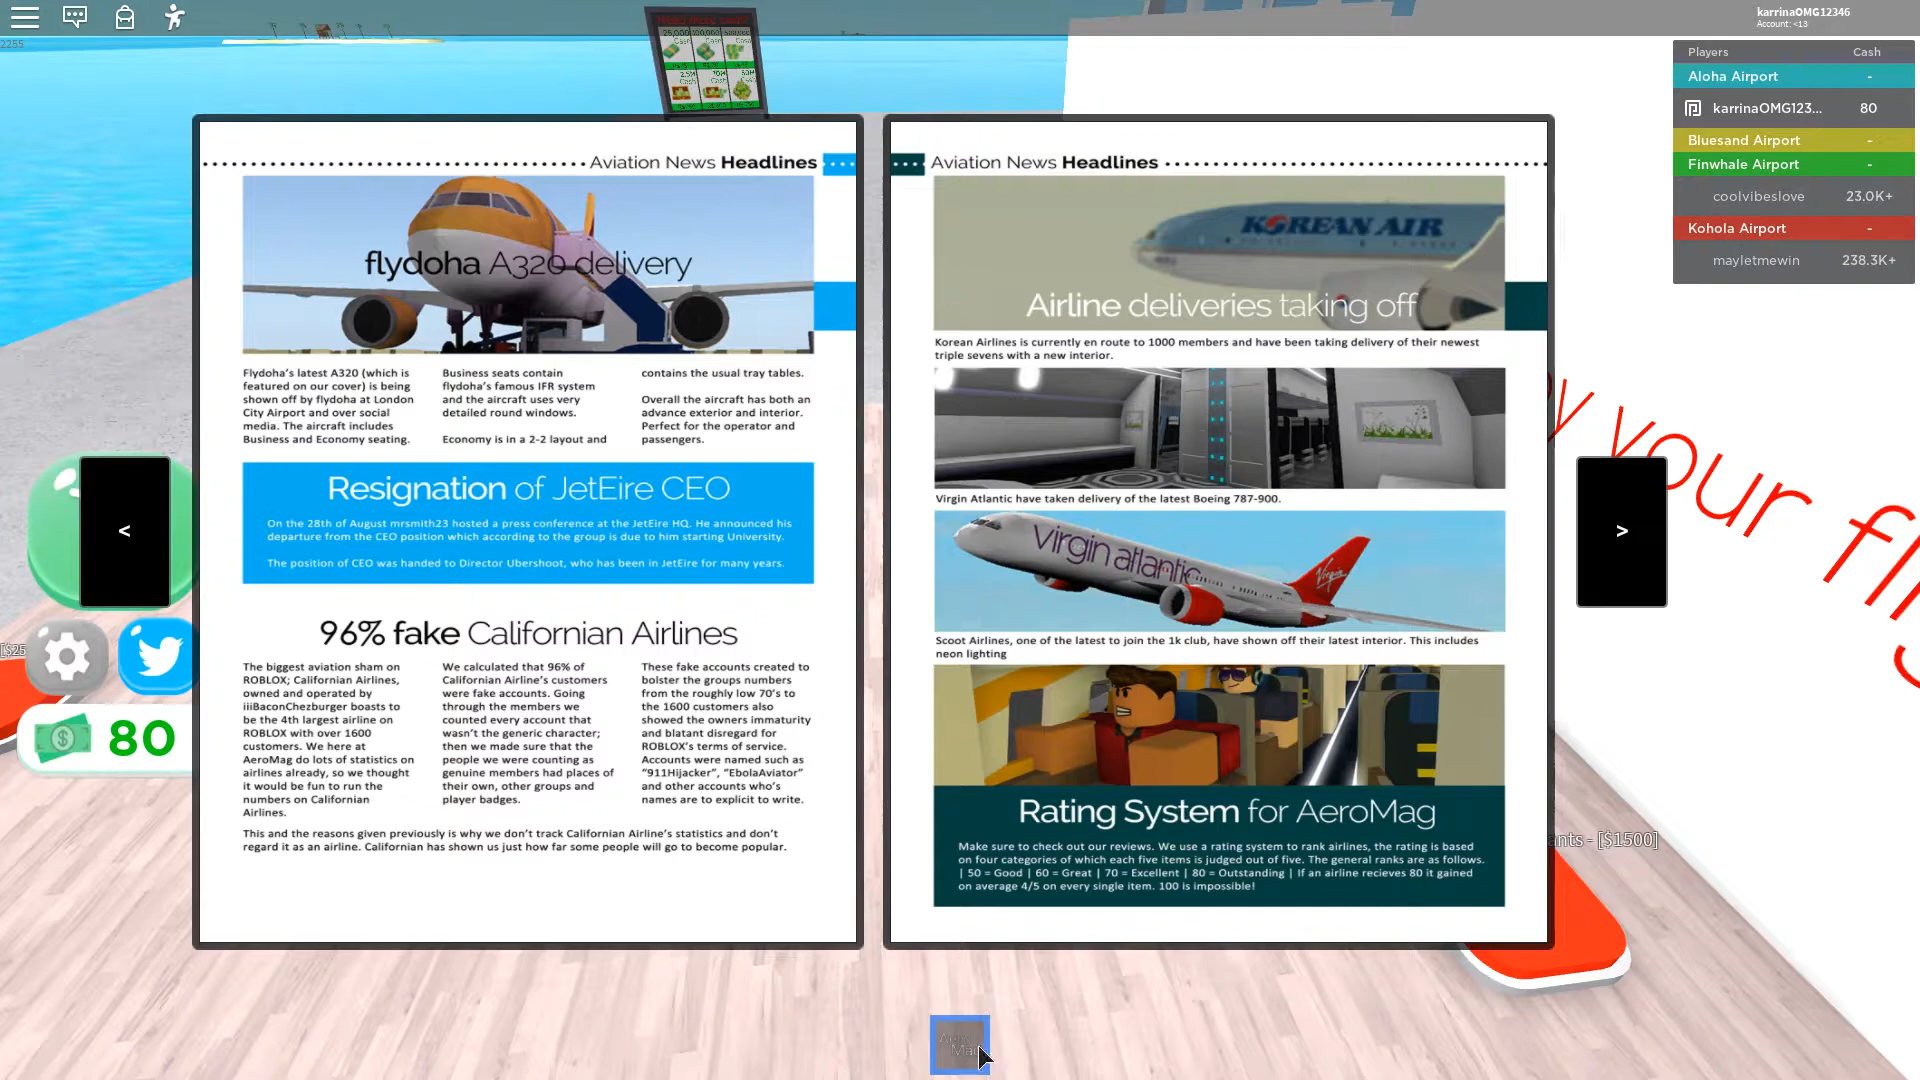 karrinaOMG12346
Account: <13
2255
Players Cash
Aloha Airport -
karrinaOMG123... 80
Bluesand Airport -
Finwhale Airport -
coolvibeslove 23.0K+
Kohola Airport -
mayletmewin 238.3K+
Aviation News Headlines
flydoha A320 delivery
Flydoha's latest A320 (which is
featured on our cover) is being
shown off by flydoha at London
City Airport and over social
media. The aircraft includes
Business and Economy seating.
Business seats contain
flydoha's famous IFR system
and the aircraft uses very
detailed round windows.
Economy is in a 2-2 layout and
contains the usual tray tables.
Overall the aircraft has both an
advance exterior and interior.
Perfect for the operator and
passengers.
Resignation of JetEire CEO
On the 28th of August mrsmith23 hosted a press conference at the JetEire HQ. He announced his
departure from the CEO position which according to the group is due to him starting University.
The position of CEO was handed to Director Ubershoot, who has been in JetEire for many years.
96% fake Californian Airlines
The biggest aviation sham on
ROBLOX; Californian Airlines,
owned and operated by
iiiBaconChezburger boasts to
be the 4th largest airline on
ROBLOX with over 1600
customers. We here at
AeroMag do lots of statistics on
airlines already, so we thought
it would be fun to run the
numbers on Californian
Airlines.
We calculated that 96% of
Californian Airline's customers
were fake accounts. Going
through the members we
counted every account that
wasn't the generic character;
then we made sure that the
people we were counting as
genuine members had places of
their own, other groups and
player badges.
These fake accounts created to
bolster the groups numbers
from the roughly low 70's to
the 1600 customers also
showed the owners immaturity
and blatant disregard for
ROBLOX's terms of service.
Accounts were named such as
"911Hijacker", "EbolaAviator"
and other accounts who's
names are to explicit to write.
This and the reasons given previously is why we don't track Californian Airline's statistics and don't
regard it as an airline. Californian has shown us just how far some people will go to become popular.
Aviation News Headlines
KOREAN AIR
Airline deliveries taking off
Korean Airlines is currently en route to 1000 members and have been taking delivery of their newest
triple sevens with a new interior.
Virgin Atlantic have taken delivery of the latest Boeing 787-900.
virgin atlantic
Virgin
Scoot Airlines, one of the latest to join the 1k club, have shown off their latest interior. This includes
neon lighting
Rating System for AeroMag
Make sure to check out our reviews. We use a rating system to rank airlines, the rating is based
on four categories of which each five items is judged out of five. The general ranks are as follows.
| 50 = Good | 60 = Great | 70 = Excellent | 80 = Outstanding | If an airline recieves 80 it gained
on average 4/5 on every single item. 100 is impossible!
<
>
y your fl
[$25
80
ants - [$1500]